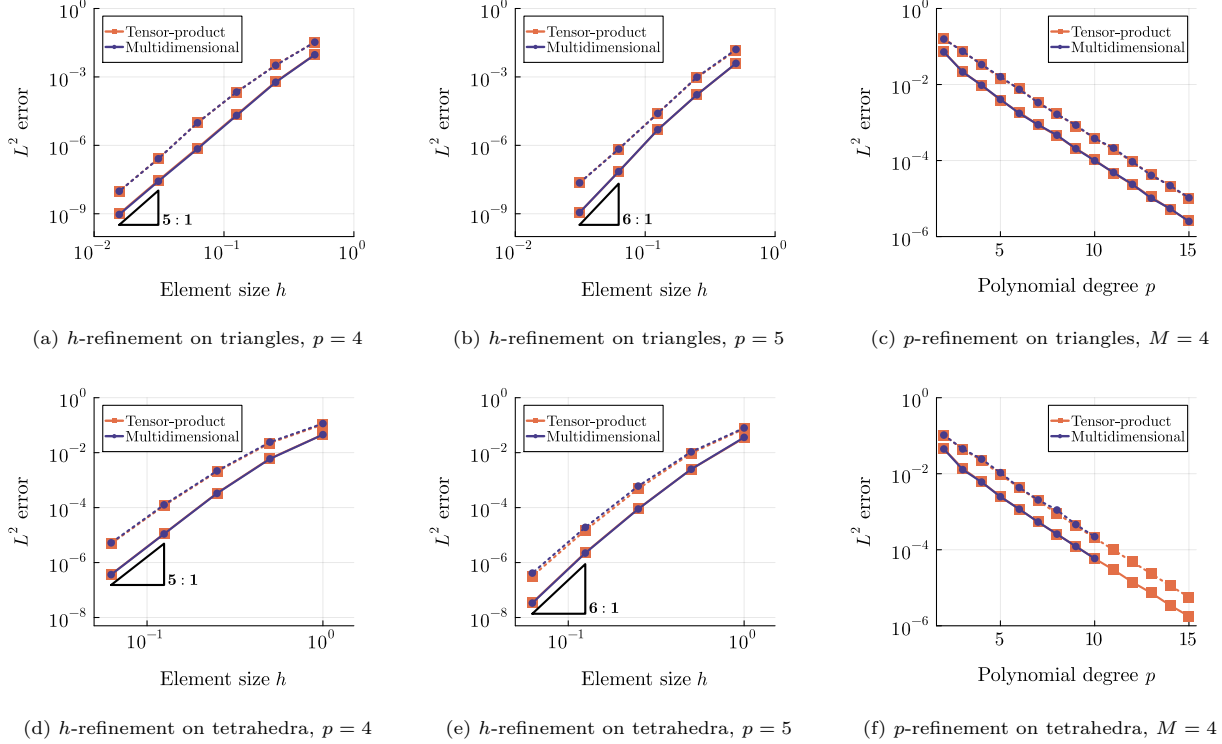 10^0
10^{-3}
10^{-6}
10^{-9}
L^2 error
Tensor-product
Multidimensional
5 : 1
10^{-2}
10^{-1}
10^0
Element size h
(a) h-refinement on triangles, p = 4
10^0
10^{-3}
10^{-6}
10^{-9}
L^2 error
Tensor-product
Multidimensional
6 : 1
10^{-2}
10^{-1}
10^0
Element size h
(b) h-refinement on triangles, p = 5
10^0
10^{-2}
10^{-4}
10^{-6}
L^2 error
Tensor-product
Multidimensional
5
10
15
Polynomial degree p
(c) p-refinement on triangles, M = 4
10^0
10^{-2}
10^{-4}
10^{-6}
10^{-8}
L^2 error
Tensor-product
Multidimensional
5 : 1
10^{-1}
10^0
Element size h
(d) h-refinement on tetrahedra, p = 4
10^0
10^{-2}
10^{-4}
10^{-6}
10^{-8}
L^2 error
Tensor-product
Multidimensional
6 : 1
10^{-1}
10^0
Element size h
(e) h-refinement on tetrahedra, p = 5
10^0
10^{-2}
10^{-4}
10^{-6}
L^2 error
Tensor-product
Multidimensional
5
10
15
Polynomial degree p
(f) p-refinement on tetrahedra, M = 4